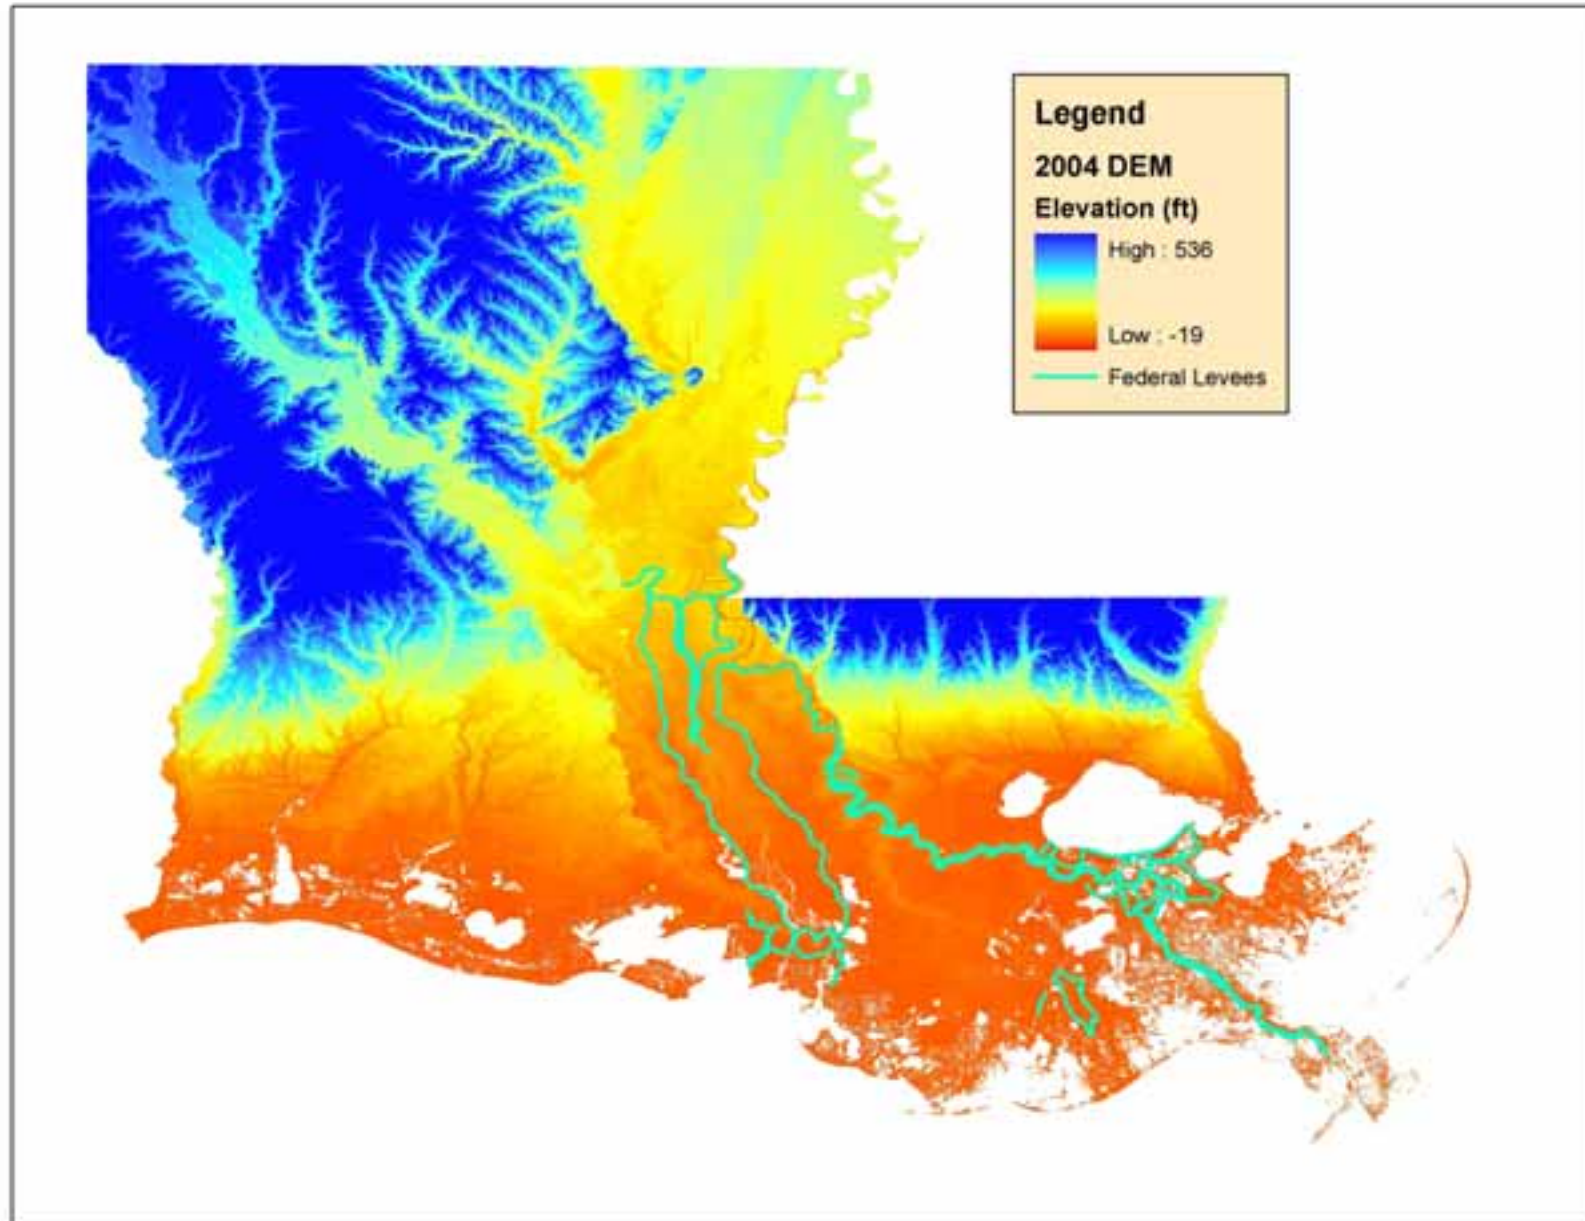 Legend
2004 DEM
Elevation (ft)
High : 536
Low : -19
Federal Levees